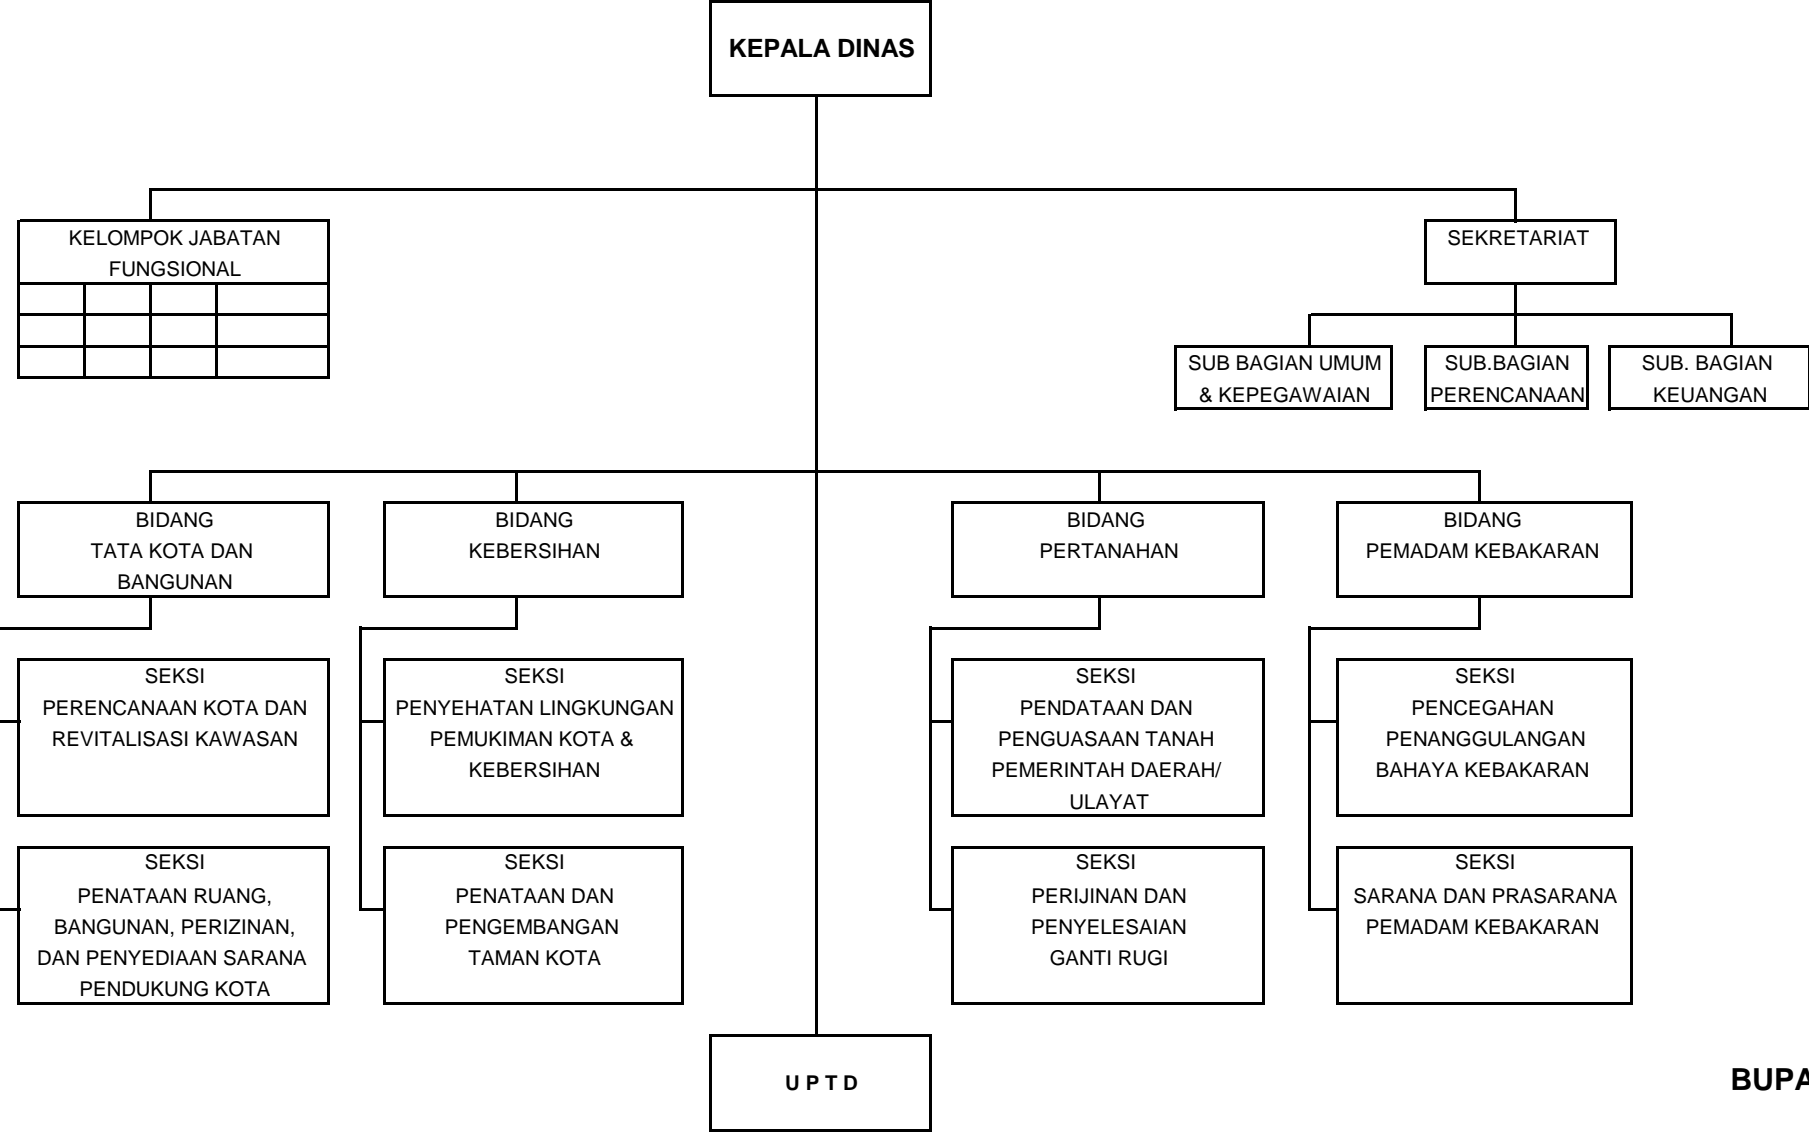 KEPALA DINAS
KELOMPOK JABATAN
FUNGSIONAL
SEKRETARIAT
SUB BAGIAN UMUM
& KEPEGAWAIAN
SUB.BAGIAN
PERENCANAAN
SUB. BAGIAN
KEUANGAN
BIDANG
TATA KOTA DAN
BANGUNAN
BIDANG
KEBERSIHAN
BIDANG
PERTANAHAN
BIDANG
PEMADAM KEBAKARAN
SEKSI
PERENCANAAN KOTA DAN
REVITALISASI KAWASAN
SEKSI
PENYEHATAN LINGKUNGAN
PEMUKIMAN KOTA &
KEBERSIHAN
SEKSI
PENDATAAN DAN
PENGUASAAN TANAH
PEMERINTAH DAERAH/
ULAYAT
SEKSI
PENCEGAHAN
PENANGGULANGAN
BAHAYA KEBAKARAN
SEKSI
PENATAAN RUANG,
BANGUNAN, PERIZINAN,
DAN PENYEDIAAN SARANA
PENDUKUNG KOTA
SEKSI
PENATAAN DAN
PENGEMBANGAN
TAMAN KOTA
SEKSI
PERIJINAN DAN
PENYELESAIAN
GANTI RUGI
SEKSI
SARANA DAN PRASARANA
PEMADAM KEBAKARAN
U P T D
BUPA